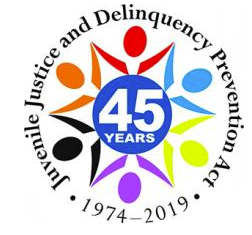 Juvenile Justice and Delinquency Prevention Act
45
YEARS
• 1974–2019 •